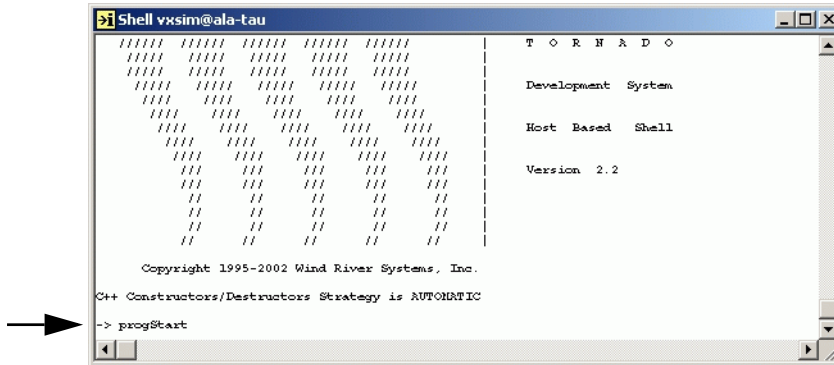 Shell vxsim@ala-tau
////// ////// ////// ////// ////// | T O R N A D O
///// ///// ///// ///// ///// |
///// ///// ///// ///// ///// |
///// ///// ///// ///// ///// | Development System
//// //// //// //// //// |
//// //// //// //// //// |
//// //// //// //// //// | Host Based Shell
//// //// //// //// //// |
//// //// //// //// //// |
/// /// /// /// /// | Version 2.2
/// /// /// /// /// |
// // // // // |
// // // // // |
// // // // // |
// // // // // |
Copyright 1995-2002 Wind River Systems, Inc.
C++ Constructors/Destructors Strategy is AUTOMATIC
-> progStart